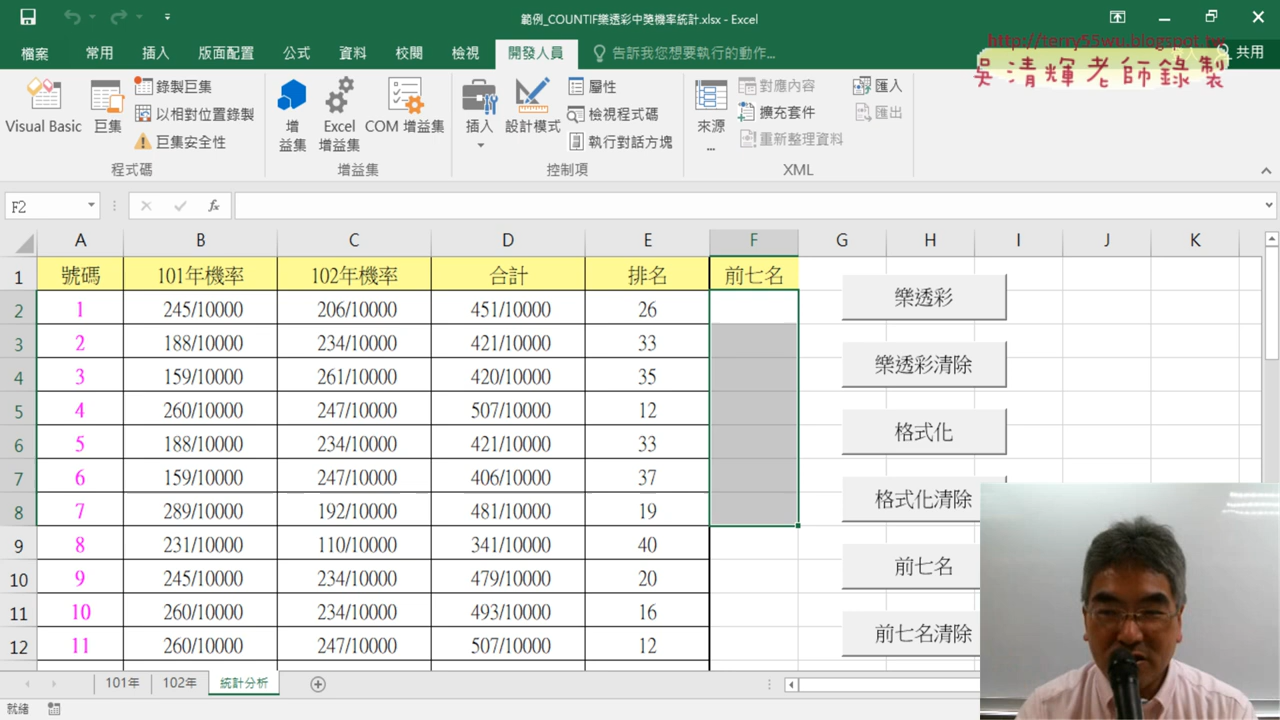 範例_COUNTIF樂透彩中獎機率統計.xlsx - Excel
http://terry55wu.blogspot.tw
吳清輝老師錄製
檔案 常用 插入 版面配置 公式 資料 校閱 檢視 開發人員 告訴我您想要執行的動作... 共用
Visual Basic 巨集 錄製巨集 以相對位置錄製 巨集安全性
增益集 Excel 增益集 COM 增益集
插入 設計模式 屬性 檢視程式碼 執行對話方塊
來源... 對應內容 擴充套件 重新整理資料 匯入 匯出
程式碼 增益集 控制項 XML
F2 fx
A B C D E F G H I J K
1 號碼 101年機率 102年機率 合計 排名 前七名
2 1 245/10000 206/10000 451/10000 26 樂透彩
3 2 188/10000 234/10000 421/10000 33
4 3 159/10000 261/10000 420/10000 35 樂透彩清除
5 4 260/10000 247/10000 507/10000 12
6 5 188/10000 234/10000 421/10000 33 格式化
7 6 159/10000 247/10000 406/10000 37
8 7 289/10000 192/10000 481/10000 19 格式化清除
9 8 231/10000 110/10000 341/10000 40
10 9 245/10000 234/10000 479/10000 20 前七名
11 10 260/10000 234/10000 493/10000 16
12 11 260/10000 247/10000 507/10000 12 前七名清除
101年 102年 統計分析
就緒